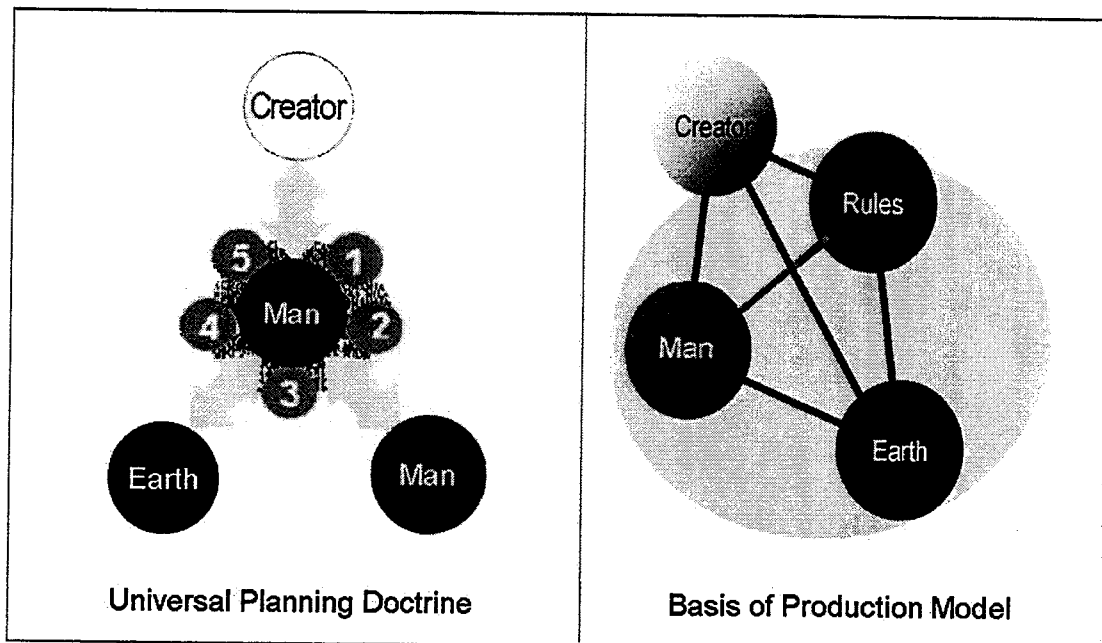 Creator
5
1
Man
4
2
3
Earth
Man
Universal Planning Doctrine
Creator
Rules
Man
Earth
Basis of Production Model